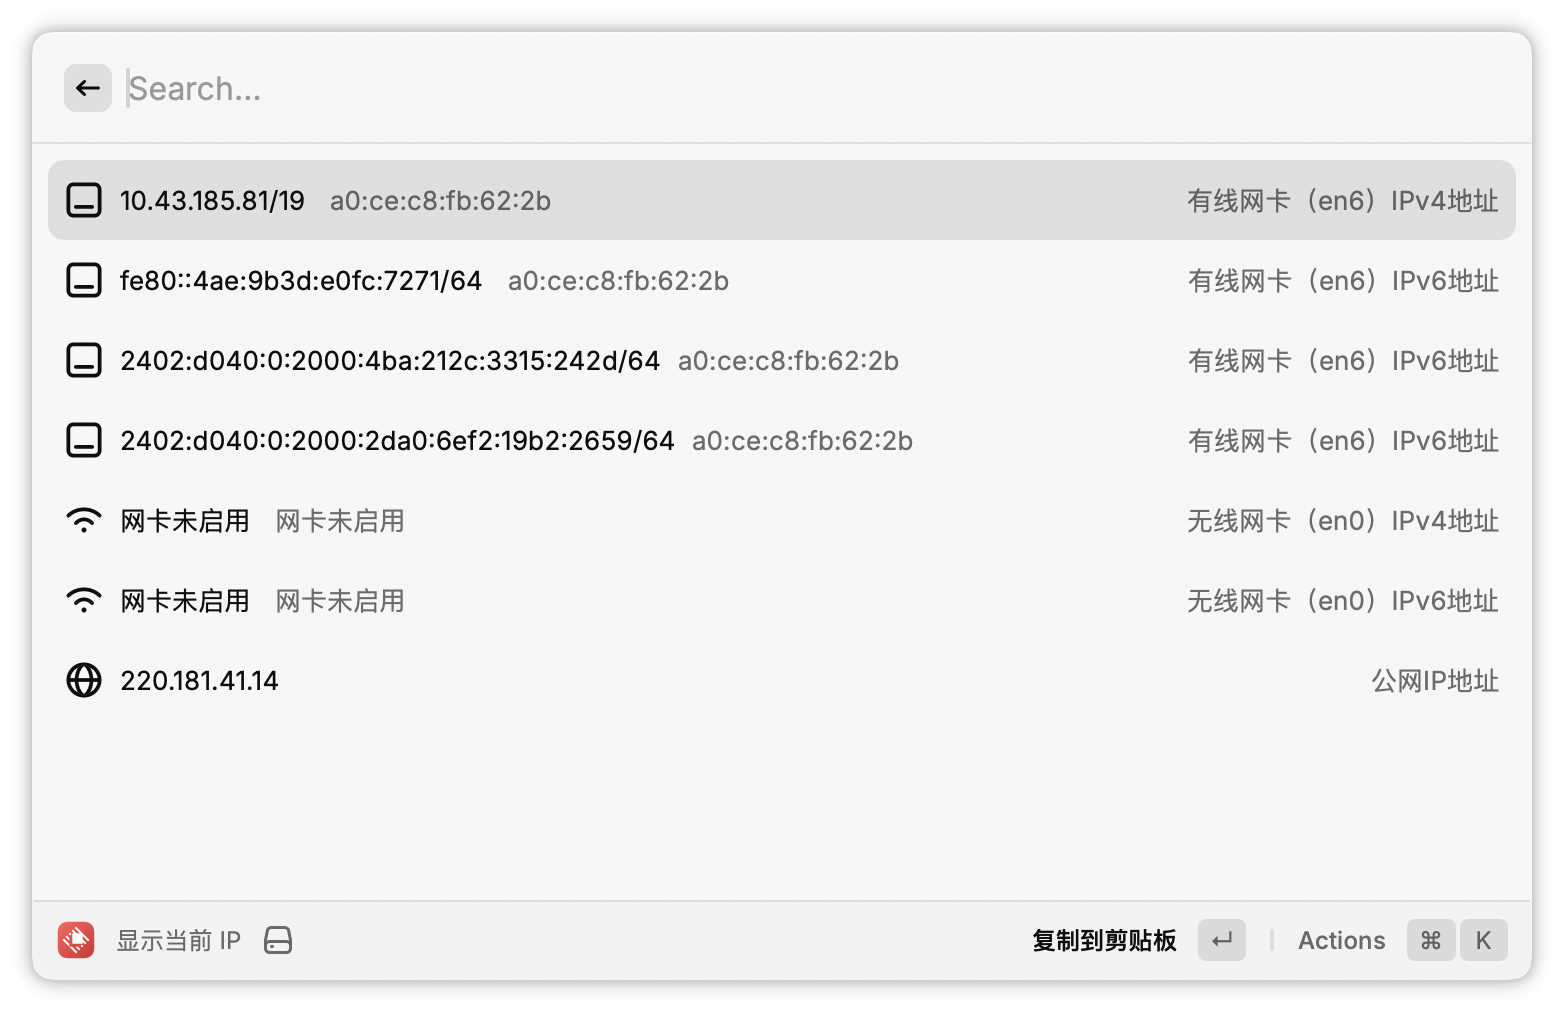 Search...
10.43.185.81/19 a0:ce:c8:fb:62:2b 有线网卡（en6）IPv4地址
fe80::4ae:9b3d:e0fc:7271/64 a0:ce:c8:fb:62:2b 有线网卡（en6）IPv6地址
2402:d040:0:2000:4ba:212c:3315:242d/64 a0:ce:c8:fb:62:2b 有线网卡（en6）IPv6地址
2402:d040:0:2000:2da0:6ef2:19b2:2659/64 a0:ce:c8:fb:62:2b 有线网卡（en6）IPv6地址
网卡未启用 网卡未启用 无线网卡（en0）IPv4地址
网卡未启用 网卡未启用 无线网卡（en0）IPv6地址
220.181.41.14 公网IP地址
显示当前 IP 复制到剪贴板 ↵ Actions ⌘ K